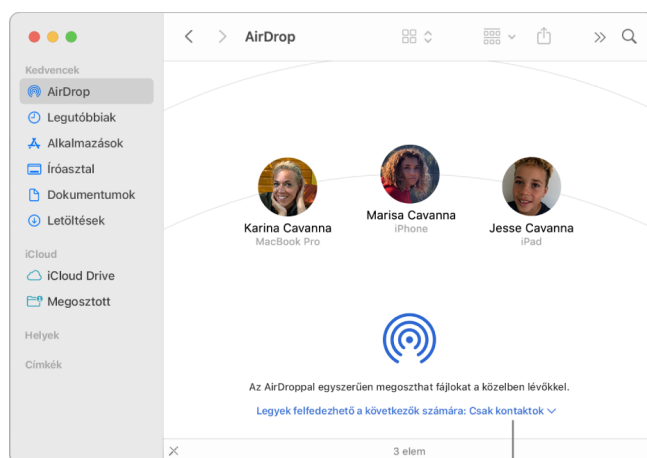 AirDrop
Kedvencek
AirDrop
Legutóbbiak
Alkalmazások
Íróasztal
Dokumentumok
Letöltések
iCloud
iCloud Drive
Megosztott
Helyek
Címkék
Karina Cavanna
MacBook Pro
Marisa Cavanna
iPhone
Jesse Cavanna
iPad
Az AirDroppal egyszerűen megoszthat fájlokat a közelben lévőkkel.
Legyek felfedezhető a következők számára: Csak kontaktok
3 elem